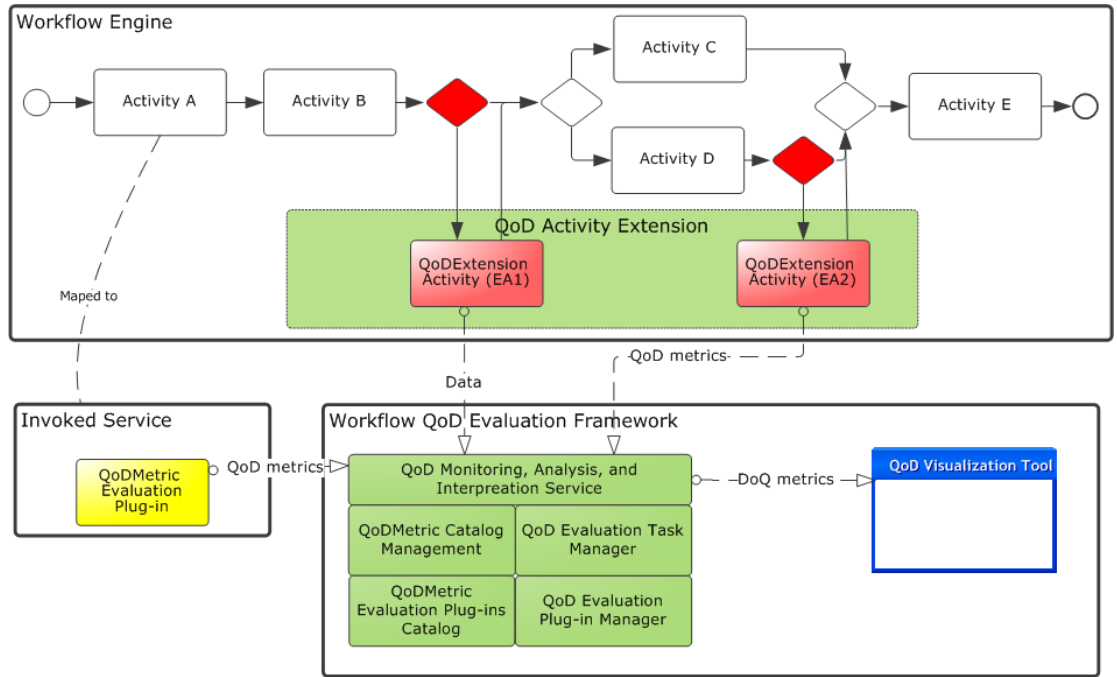 Workflow Engine
Activity A
Activity B
Activity C
Activity D
Activity E
QoD Activity Extension
QoDExtension
Activity (EA1)
QoDExtension
Activity (EA2)
Maped to
Data
QoD metrics
Invoked Service
QoDMetric
Evaluation
Plug-in
QoD metrics
Workflow QoD Evaluation Framework
QoD Monitoring, Analysis, and
Interpreation Service
QoDMetric Catalog
Management
QoD Evaluation Task
Manager
QoDMetric
Evaluation Plug-ins
Catalog
QoD Evaluation
Plug-in Manager
DoQ metrics
QoD Visualization Tool